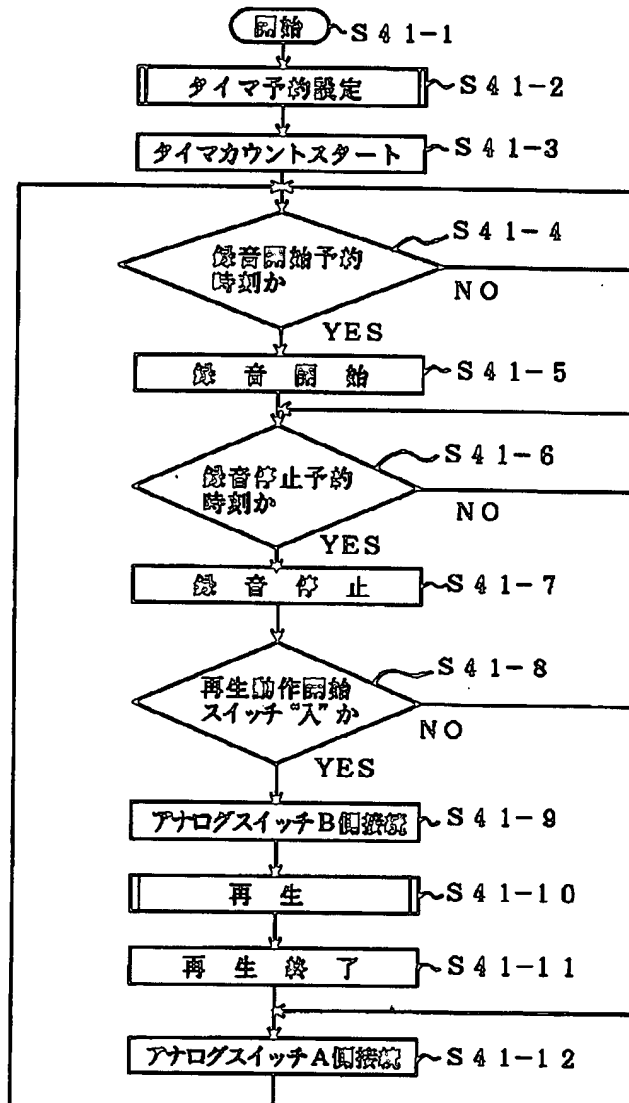 開始
S41-1
タイマ予約設定
S41-2
タイマカウントスタート
S41-3
録音開始予約
時刻か
S41-4
NO
YES
録音開始
S41-5
録音停止予約
時刻か
S41-6
NO
YES
録音停止
S41-7
再生動作開始
スイッチ“入”か
S41-8
NO
YES
アナログスイッチB側接続
S41-9
再生
S41-10
再生終了
S41-11
アナログスイッチA側接続
S41-12